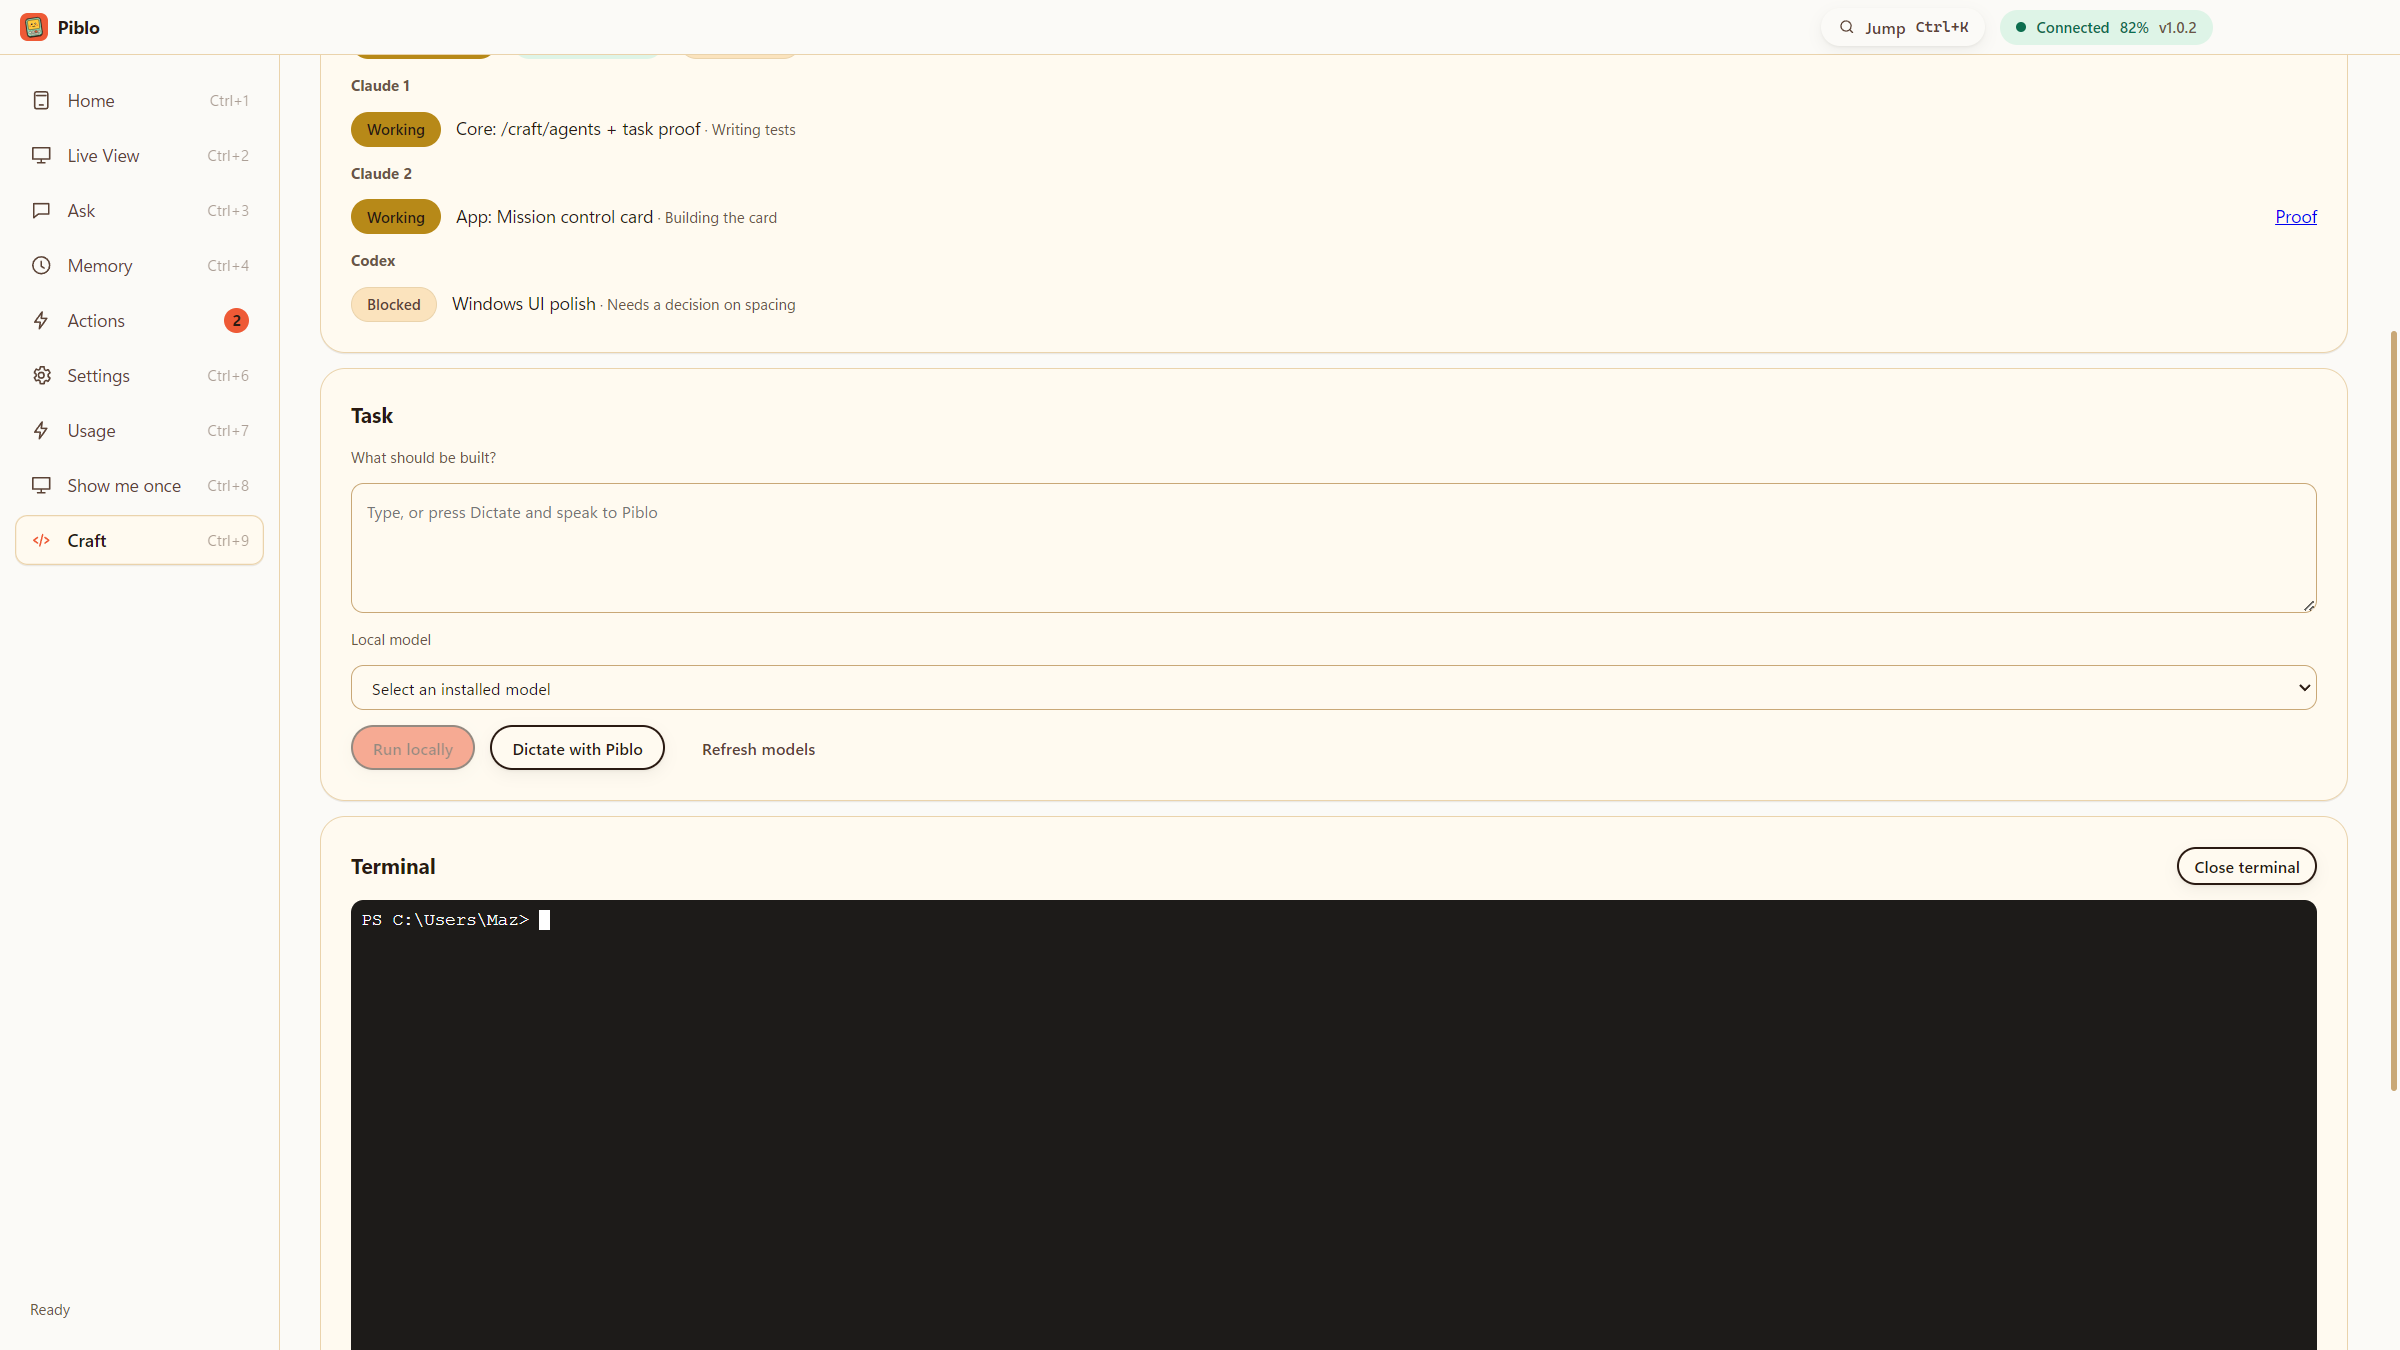 Piblo
Jump Ctrl+K
Connected 82% v1.0.2
Home Ctrl+1
Live View Ctrl+2
Ask Ctrl+3
Memory Ctrl+4
Actions 2
Settings Ctrl+6
Usage Ctrl+7
Show me once Ctrl+8
Craft Ctrl+9
Ready
Claude 1
Working Core: /craft/agents + task proof · Writing tests
Claude 2
Working App: Mission control card · Building the card Proof
Codex
Blocked Windows UI polish · Needs a decision on spacing
Task
What should be built?
Type, or press Dictate and speak to Piblo
Local model
Select an installed model
Run locally Dictate with Piblo Refresh models
Terminal Close terminal
PS C:\Users\Maz>